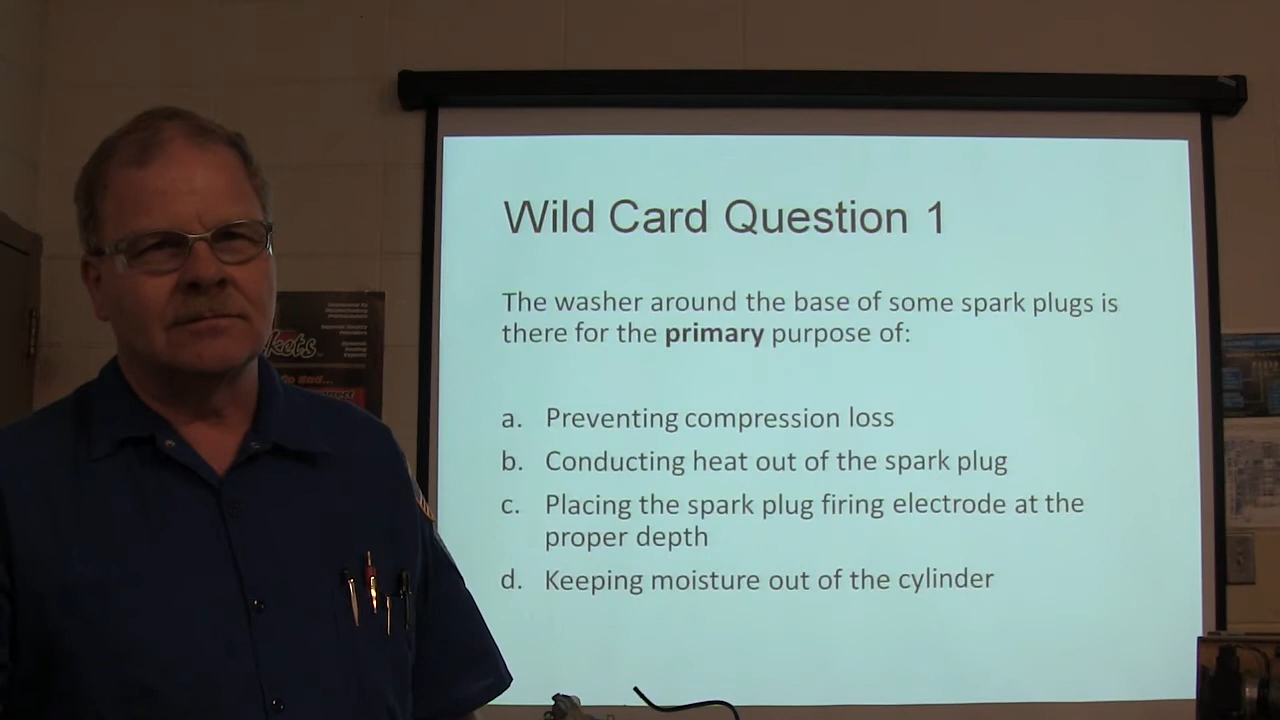 Wild Card Question 1
The washer around the base of some spark plugs is
there for the primary purpose of:
a. Preventing compression loss
b. Conducting heat out of the spark plug
c. Placing the spark plug firing electrode at the
proper depth
d. Keeping moisture out of the cylinder